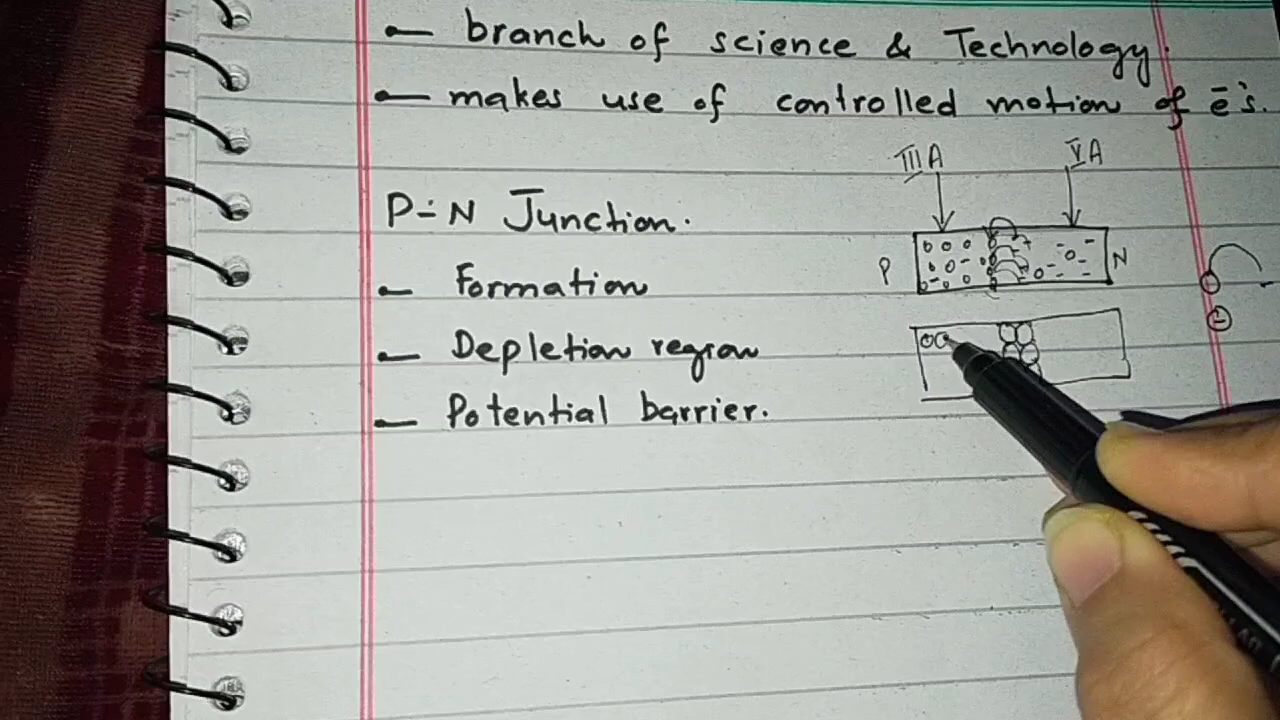 — branch of science & Technology.
— makes use of controlled motion of ē's.
IIIA VA
P-N Junction.
P N
— Formation
— Depletion region
— Potential barrier.